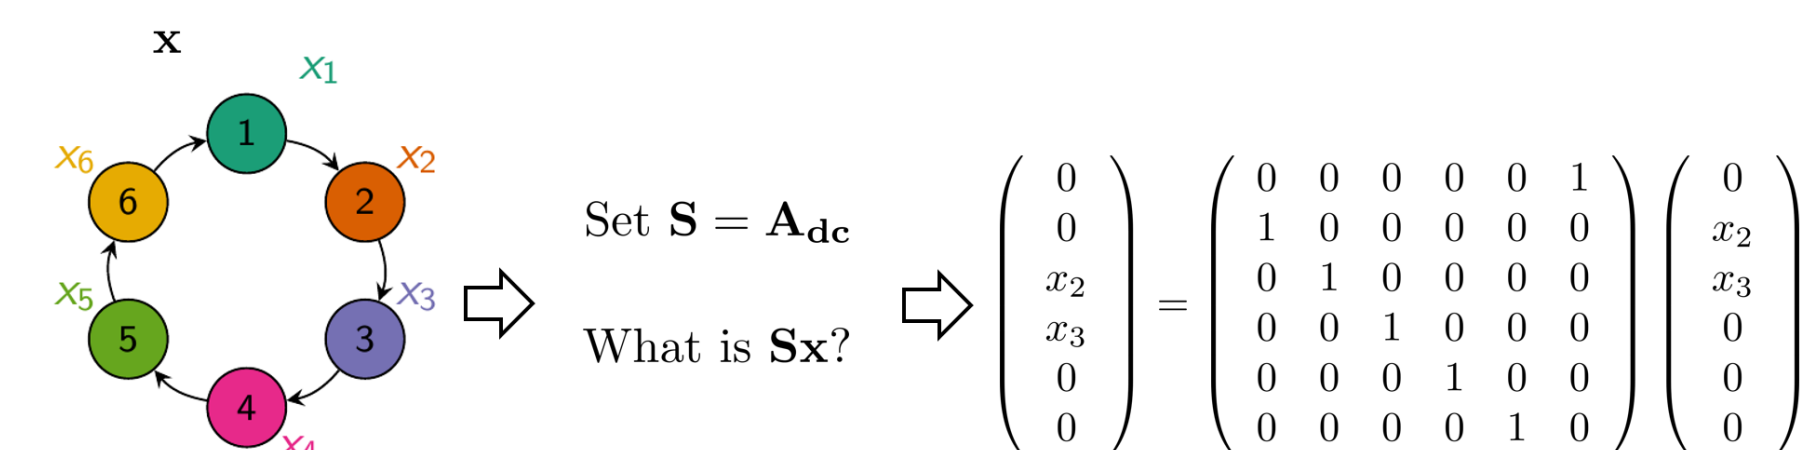 x
x₁
1
x₆
x₂
6
2
x₅
x₃
5
3
4
x₄
Set S = A_dc
What is Sx?
( 0 ) = ( 0 0 0 0 0 1 ) ( 0 )
( 0 ) ( 1 0 0 0 0 0 ) ( x₂ )
( x₂ ) ( 0 1 0 0 0 0 ) ( x₃ )
( x₃ ) ( 0 0 1 0 0 0 ) ( 0 )
( 0 ) ( 0 0 0 1 0 0 ) ( 0 )
( 0 ) ( 0 0 0 0 1 0 ) ( 0 )